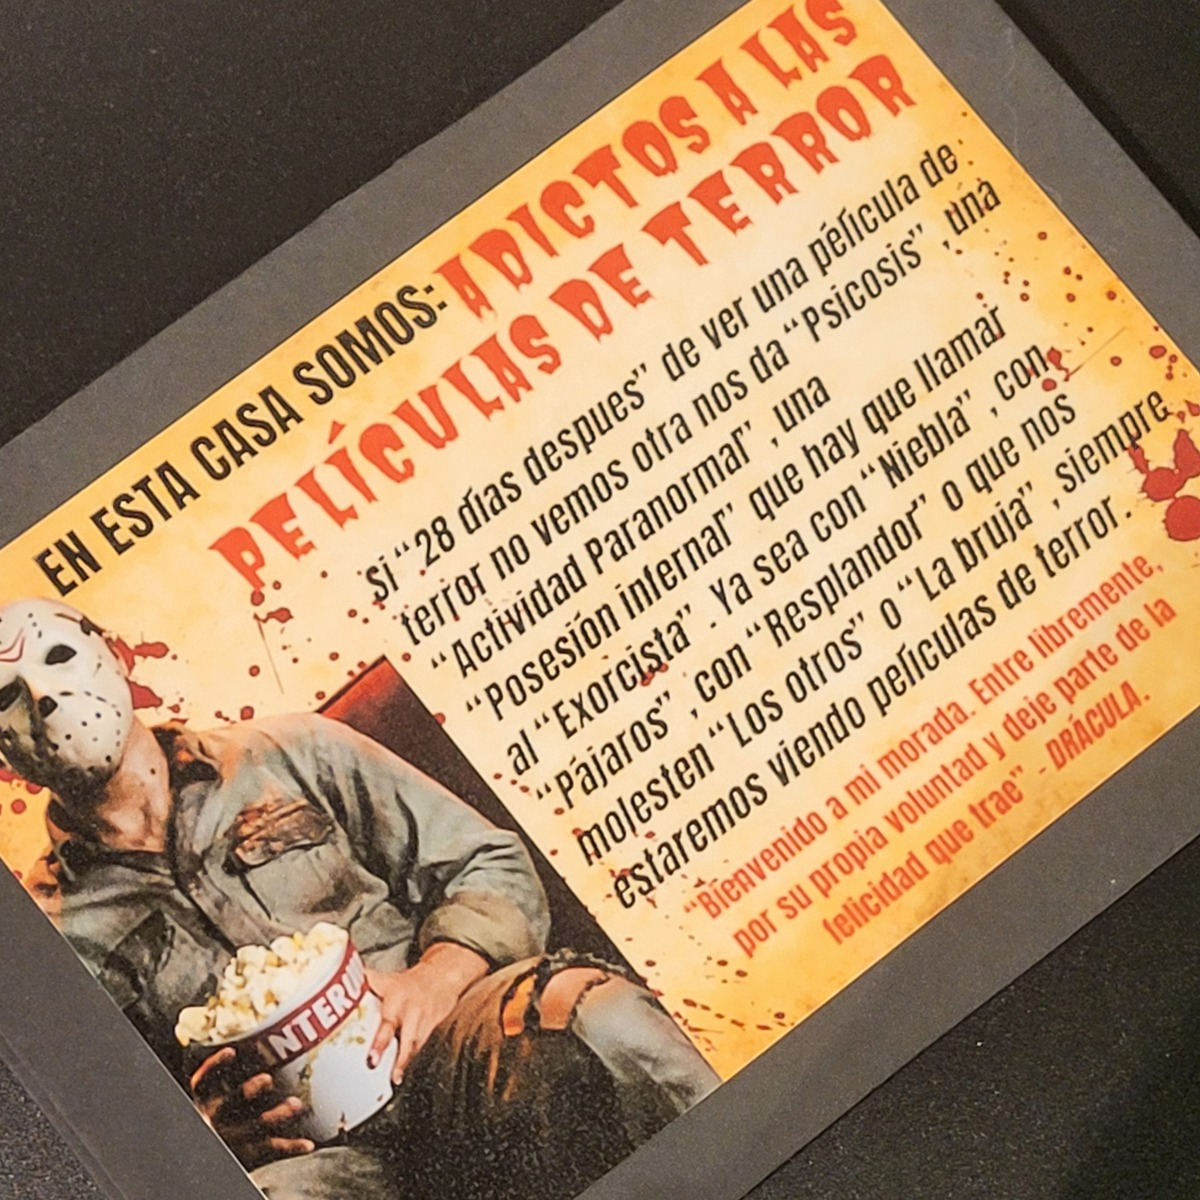 EN ESTA CASA SOMOS: ADICTOS A LAS
PELÍCULAS DE TERROR
Si “28 días despues” de ver una película de
terror no vemos otra nos da “Psicosis”, una
“Actividad Paranormal”, una
“Posesión infernal” que hay que llamar
al “Exorcista”. Ya sea con “Niebla”, con
“Pájaros”, con “Resplandor” o que nos
molesten “Los otros” o “La bruja”, siempre
estaremos viendo películas de terror.
“Bienvenido a mi morada. Entre libremente,
por su propia voluntad y deje parte de la
felicidad que trae” - DRÁCULA.